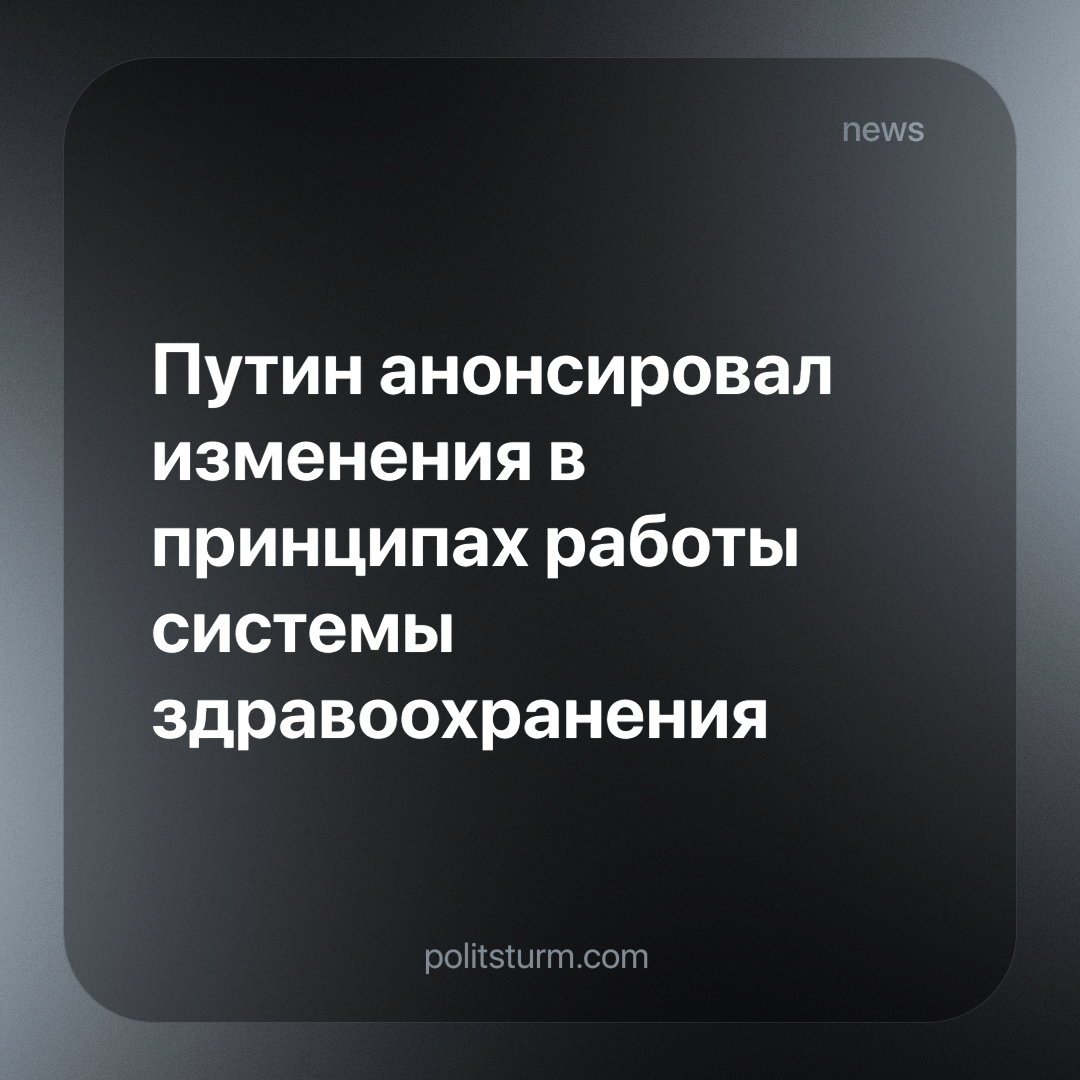 news
Путин анонсировал
изменения в
принципах работы
системы
здравоохранения
politsturm.com